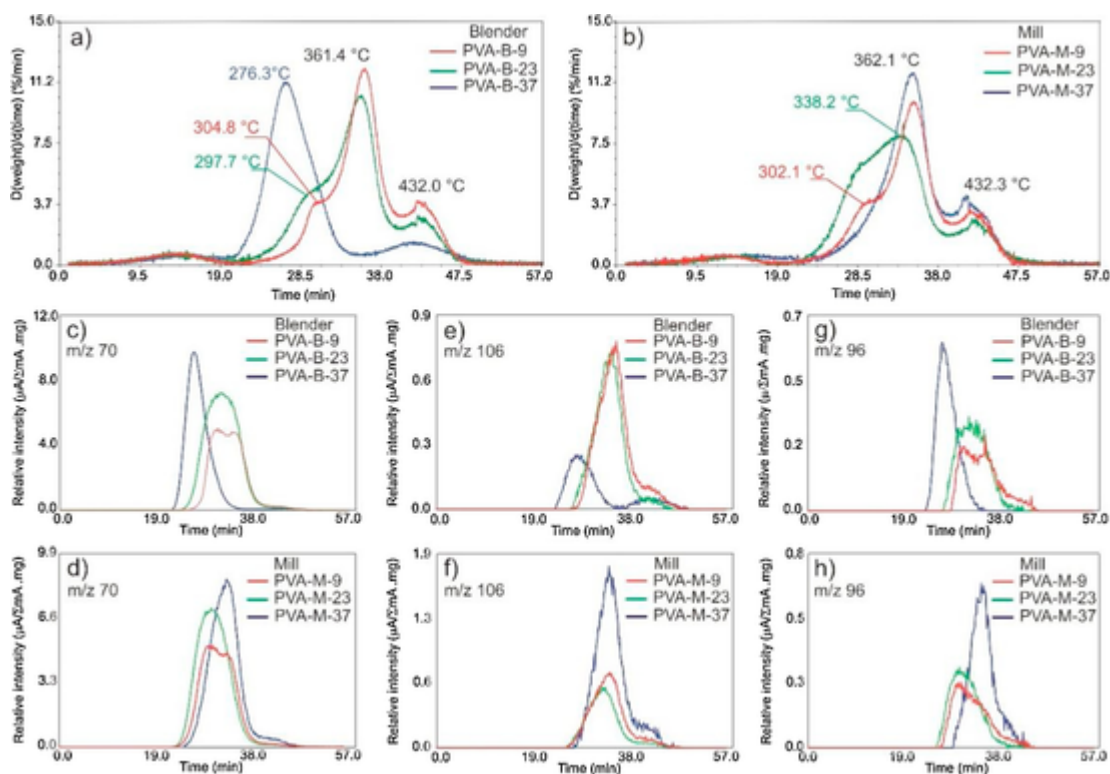 a)
Blender
PVA-B-9
PVA-B-23
PVA-B-37
361.4 °C
276.3°C
304.8 °C
297.7 °C
432.0 °C
D(weight)/d(time) (%/min)
15.0
11.2
7.5
3.7
0.0
0.0 9.5 19.0 28.5 38.0 47.5 57.0
Time (min)
b)
Mill
PVA-M-9
PVA-M-23
PVA-M-37
362.1 °C
338.2 °C
302.1 °C
432.3 °C
D(weight)/d(time) (%/min)
15.0
11.2
7.5
3.7
0.0
0.0 9.5 19.0 28.5 38.0 47.5 57.0
Time (min)
c)
m/z 70
Blender
PVA-B-9
PVA-B-23
PVA-B-37
Relative intensity (µA/ΣmA .mg)
12.0
8.0
4.0
0.0
0.0 19.0 38.0 57.0
Time (min)
e)
m/z 106
Blender
PVA-B-9
PVA-B-23
PVA-B-37
Relative intensity (µA/ΣmA .mg)
0.9
0.6
0.3
0.0
0.0 19.0 38.0 57.0
Time (min)
g)
m/z 96
Blender
PVA-B-9
PVA-B-23
PVA-B-37
Relative intensity (µ/ΣmA .mg)
0.7
0.5
0.2
0.0
0.0 19.0 38.0 57.0
Time (min)
d)
m/z 70
Mill
PVA-M-9
PVA-M-23
PVA-M-37
Relative intensity (µA/ΣmA .mg)
9.9
6.6
3.3
0.0
0.0 19.0 38.0 57.0
Time (min)
f)
m/z 106
Mill
PVA-M-9
PVA-M-23
PVA-M-37
Relative intensity (µA/ΣmA .mg)
1.9
1.3
0.6
0.0
0.0 19.0 38.0 57.0
Time (min)
h)
m/z 96
Mill
PVA-M-9
PVA-M-23
PVA-M-37
Relative intensity (µA/ΣmA .mg)
0.8
0.5
0.3
0.0
0.0 19.0 38.0 57.0
Time (min)